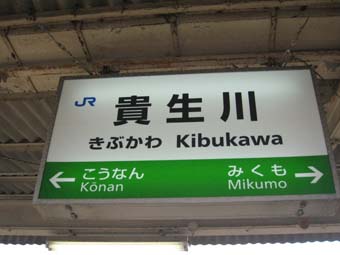 JR
貴生川
きぶかわ Kibukawa
← こうなん みくも →
Kōnan Mikumo